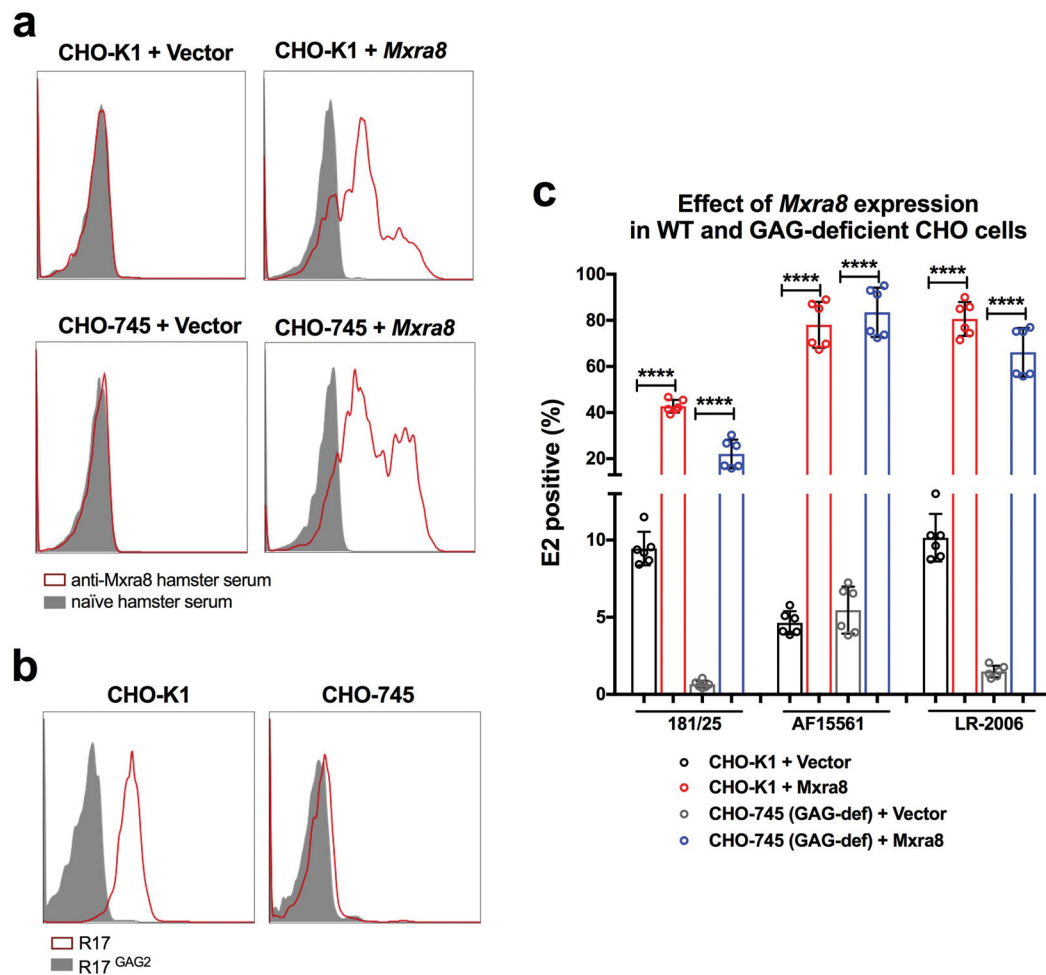 a
CHO-K1 + Vector
CHO-K1 + Mxra8
CHO-745 + Vector
CHO-745 + Mxra8
anti-Mxra8 hamster serum
naïve hamster serum
b
CHO-K1
CHO-745
R17
R17 GAG2
c
Effect of Mxra8 expression
in WT and GAG-deficient CHO cells
E2 positive (%)
100
80
60
40
20
10
5
0
****
****
****
****
****
****
181/25
AF15561
LR-2006
CHO-K1 + Vector
CHO-K1 + Mxra8
CHO-745 (GAG-def) + Vector
CHO-745 (GAG-def) + Mxra8